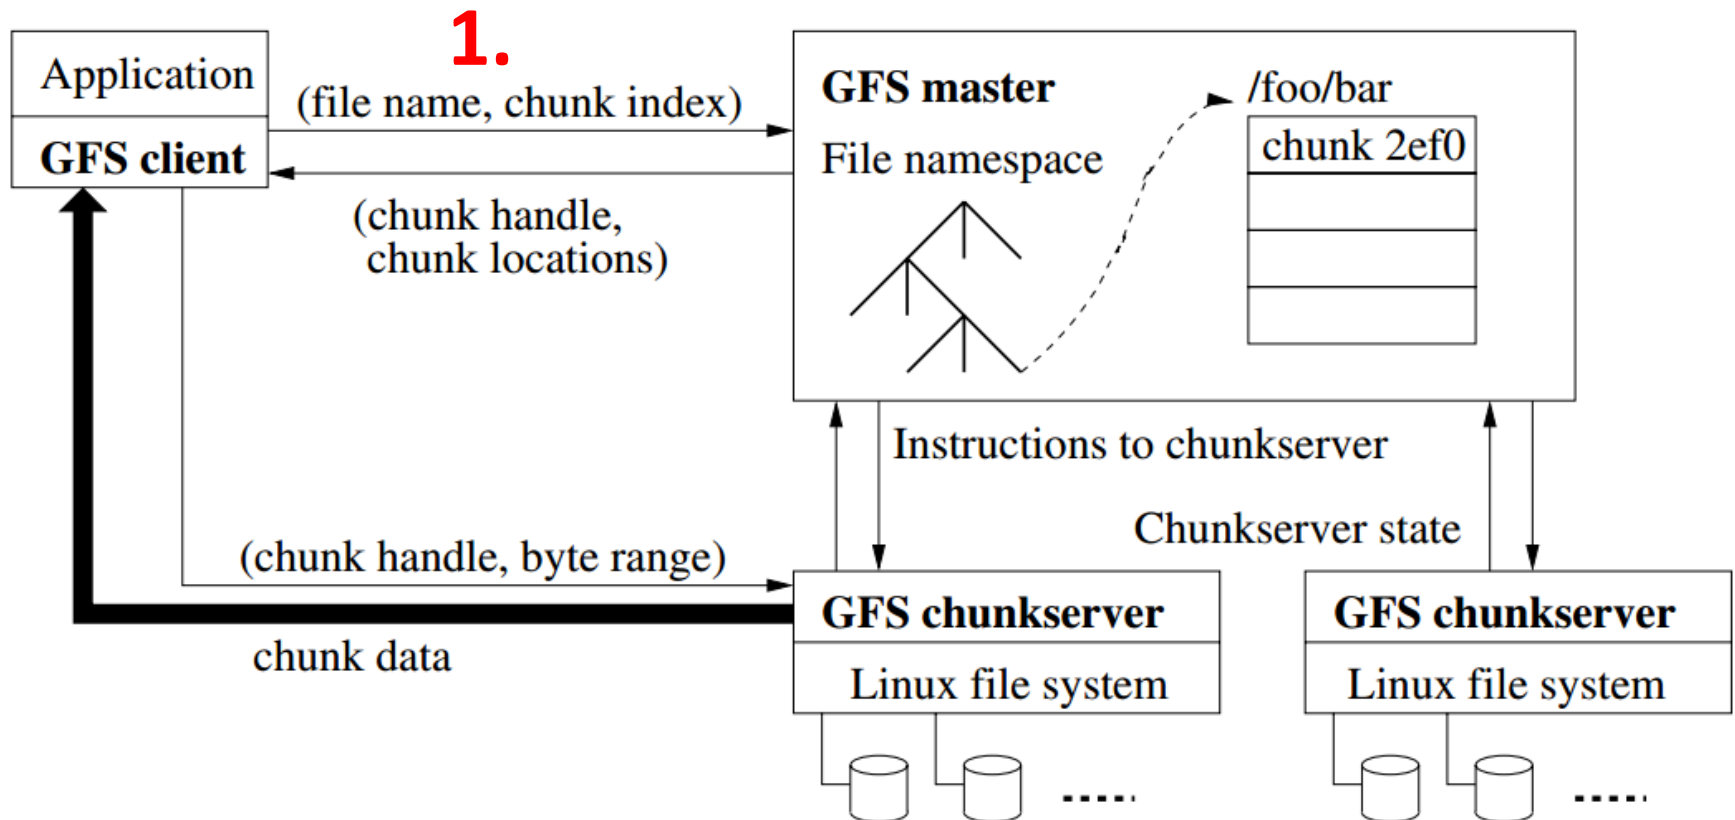 1.
Application
GFS client
(file name, chunk index)
(chunk handle,
chunk locations)
GFS master
File namespace
/foo/bar
chunk 2ef0
Instructions to chunkserver
Chunkserver state
(chunk handle, byte range)
chunk data
GFS chunkserver
Linux file system
GFS chunkserver
Linux file system